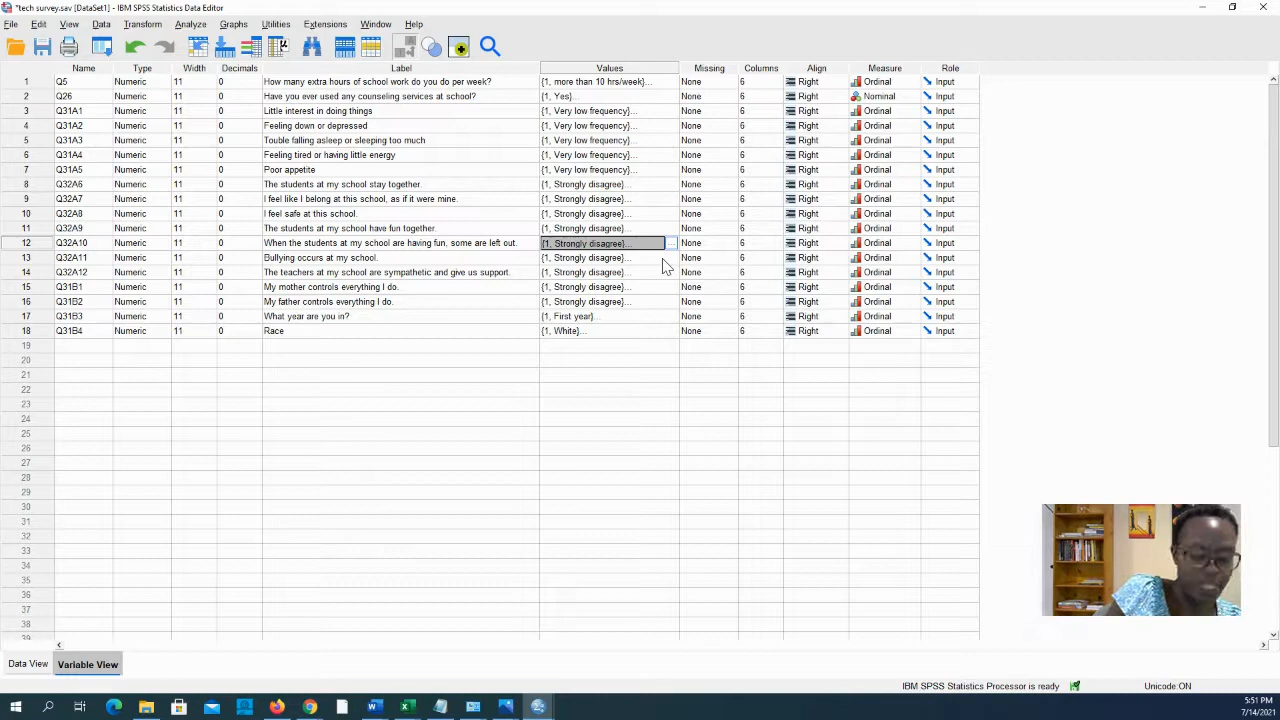 *tech survey.sav [DataSet1] - IBM SPSS Statistics Data Editor
File Edit View Data Transform Analyze Graphs Utilities Extensions Window Help
Name Type Width Decimals Label Values Missing Columns Align Measure Role
1 Q5 Numeric 11 0 How many extra hours of school work do you do per week? {1, more than 10 hrs/week}... None 6 Right Ordinal Input
2 Q26 Numeric 11 0 Have you ever used any counseling services at school? {1, Yes}... None 6 Right Nominal Input
3 Q31A1 Numeric 11 0 Little interest in doing things {1, Very low frequency}... None 6 Right Ordinal Input
4 Q31A2 Numeric 11 0 Feeling down or depressed {1, Very low frequency}... None 6 Right Ordinal Input
5 Q31A3 Numeric 11 0 Touble falling asleep or sleeping too much {1, Very low frequency}... None 6 Right Ordinal Input
6 Q31A4 Numeric 11 0 Feeling tired or having little energy {1, Very low frequency}... None 6 Right Ordinal Input
7 Q31A5 Numeric 11 0 Poor appetite {1, Very low frequency}... None 6 Right Ordinal Input
8 Q32A6 Numeric 11 0 The students at my school stay together. {1, Strongly disagree}... None 6 Right Ordinal Input
9 Q32A7 Numeric 11 0 I feel like I belong at this school, as if it were mine. {1, Strongly disagree}... None 6 Right Ordinal Input
10 Q32A8 Numeric 11 0 I feel safe at this school. {1, Strongly disagree}... None 6 Right Ordinal Input
11 Q32A9 Numeric 11 0 The students at my school have fun together. {1, Strongly disagree}... None 6 Right Ordinal Input
12 Q32A10 Numeric 11 0 When the students at my school are having fun, some are left out. {1, Strongly disagree}... ... None 6 Right Ordinal Input
13 Q32A11 Numeric 11 0 Bullying occurs at my school. {1, Strongly disagree}... None 6 Right Ordinal Input
14 Q32A12 Numeric 11 0 The teachers at my school are sympathetic and give us support. {1, Strongly disagree}... None 6 Right Ordinal Input
15 Q31B1 Numeric 11 0 My mother controls everything I do. {1, Strongly disagree}... None 6 Right Ordinal Input
16 Q31B2 Numeric 11 0 My father controls everything I do. {1, Strongly disagree}... None 6 Right Ordinal Input
17 Q31B3 Numeric 11 0 What year are you in? {1, First year}... None 6 Right Ordinal Input
18 Q31B4 Numeric 11 0 Race {1, White}... None 6 Right Ordinal Input
19
20
21
22
23
24
25
26
27
28
29
30
31
32
33
34
35
36
37
38
39
Data View Variable View
IBM SPSS Statistics Processor is ready Unicode:ON
5:51 PM
7/14/2021